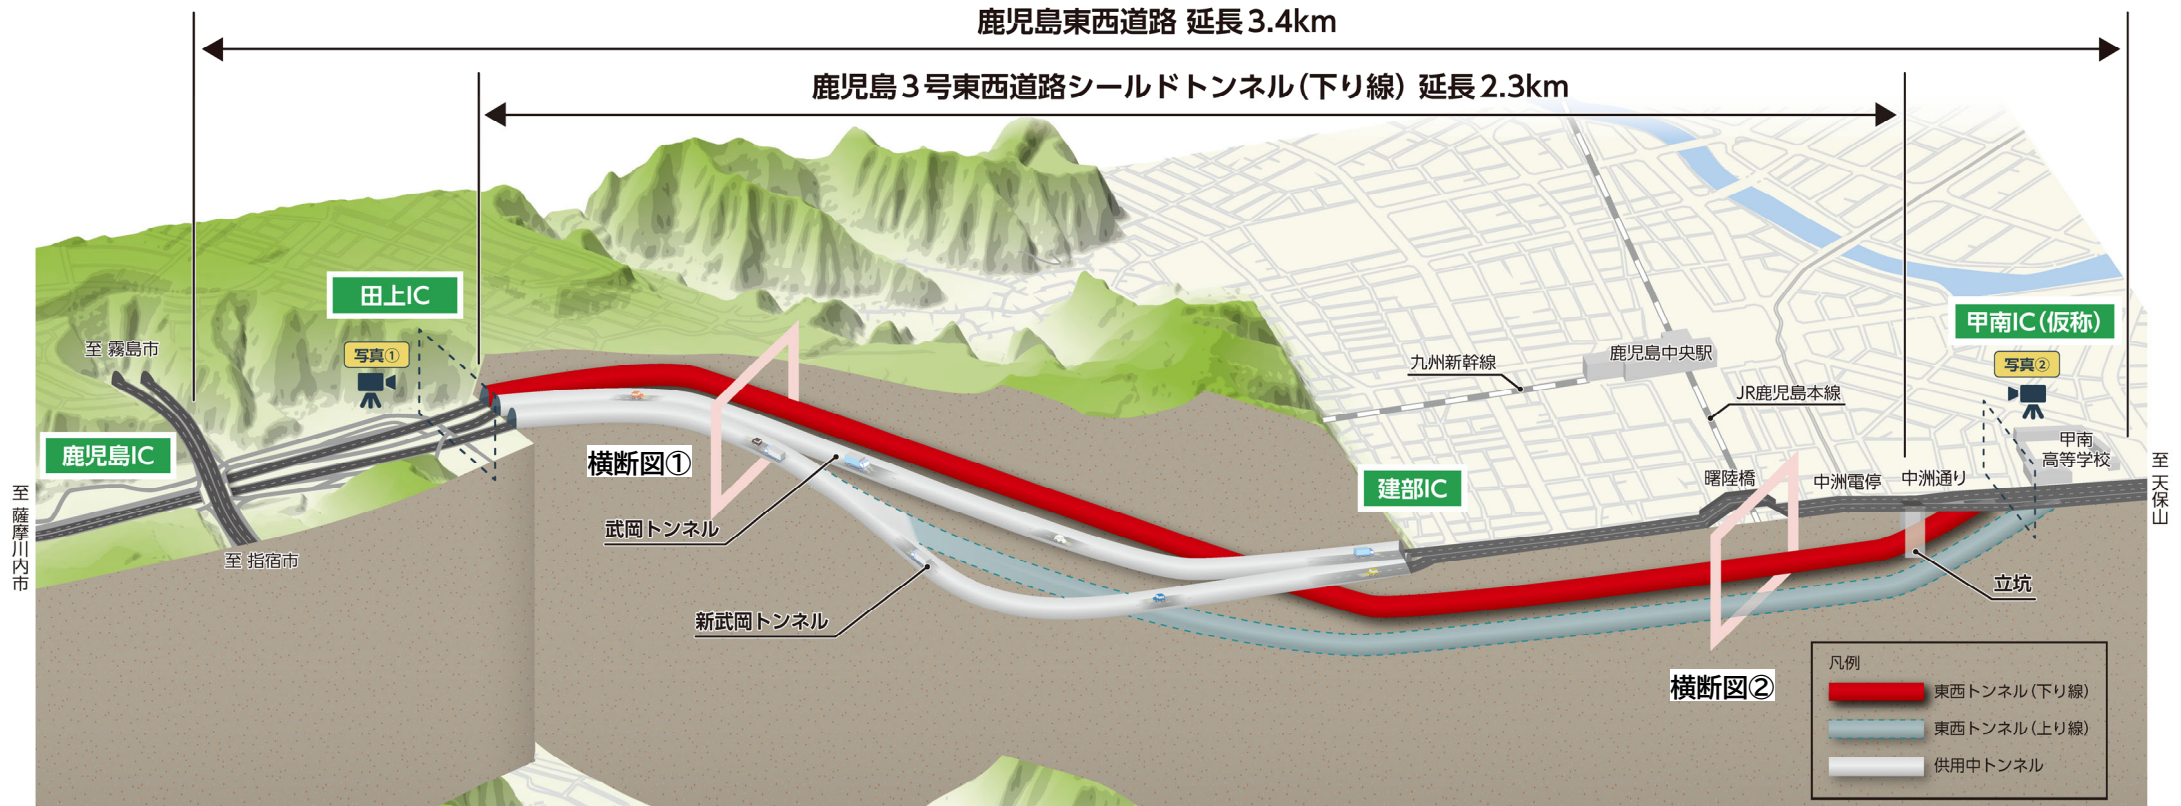 鹿児島東西道路 延長3.4km
鹿児島3号東西道路シールドトンネル(下り線) 延長2.3km
田上IC
甲南IC(仮称)
至 霧島市
写真①
写真②
九州新幹線
鹿児島中央駅
JR鹿児島本線
鹿児島IC
横断図①
建部IC
曙陸橋
中洲電停
中洲通り
甲南
高等学校
至 薩摩川内市
至 天保山
武岡トンネル
至 指宿市
立坑
新武岡トンネル
横断図②
凡例
東西トンネル(下り線)
東西トンネル(上り線)
供用中トンネル